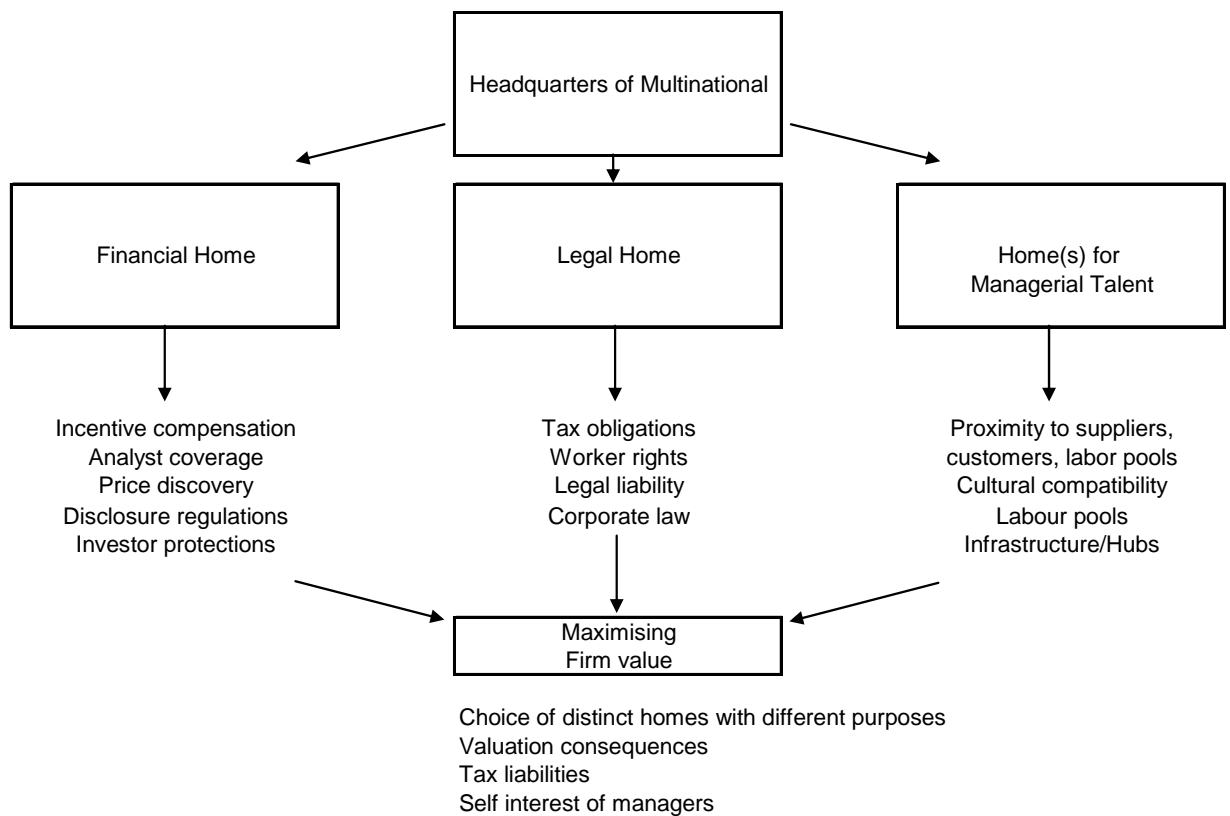 Headquarters of Multinational
Financial Home
Legal Home
Home(s) for
Managerial Talent
Incentive compensation
Analyst coverage
Price discovery
Disclosure regulations
Investor protections
Tax obligations
Worker rights
Legal liability
Corporate law
Proximity to suppliers,
customers, labor pools
Cultural compatibility
Labour pools
Infrastructure/Hubs
Maximising
Firm value
Choice of distinct homes with different purposes
Valuation consequences
Tax liabilities
Self interest of managers